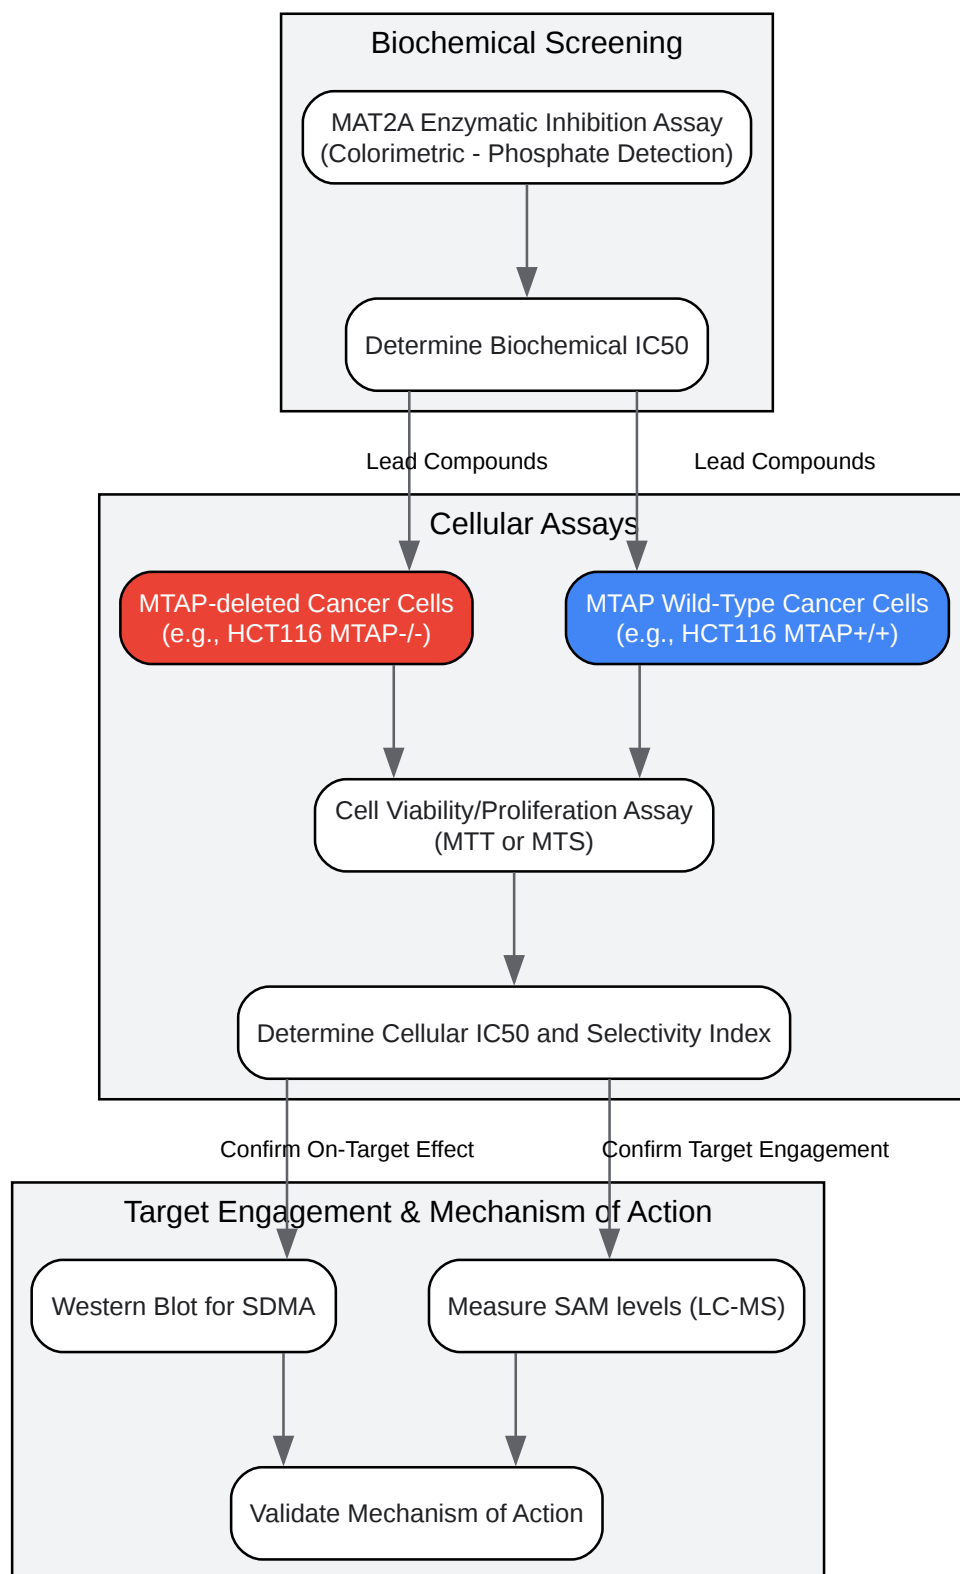 Biochemical Screening
MAT2A Enzymatic Inhibition Assay
(Colorimetric - Phosphate Detection)
Determine Biochemical IC50
Lead Compounds
Lead Compounds
Cellular Assays
MTAP-deleted Cancer Cells
(e.g., HCT116 MTAP-/-)
MTAP Wild-Type Cancer Cells
(e.g., HCT116 MTAP+/+)
Cell Viability/Proliferation Assay
(MTT or MTS)
Determine Cellular IC50 and Selectivity Index
Confirm On-Target Effect
Confirm Target Engagement
Target Engagement & Mechanism of Action
Western Blot for SDMA
Measure SAM levels (LC-MS)
Validate Mechanism of Action